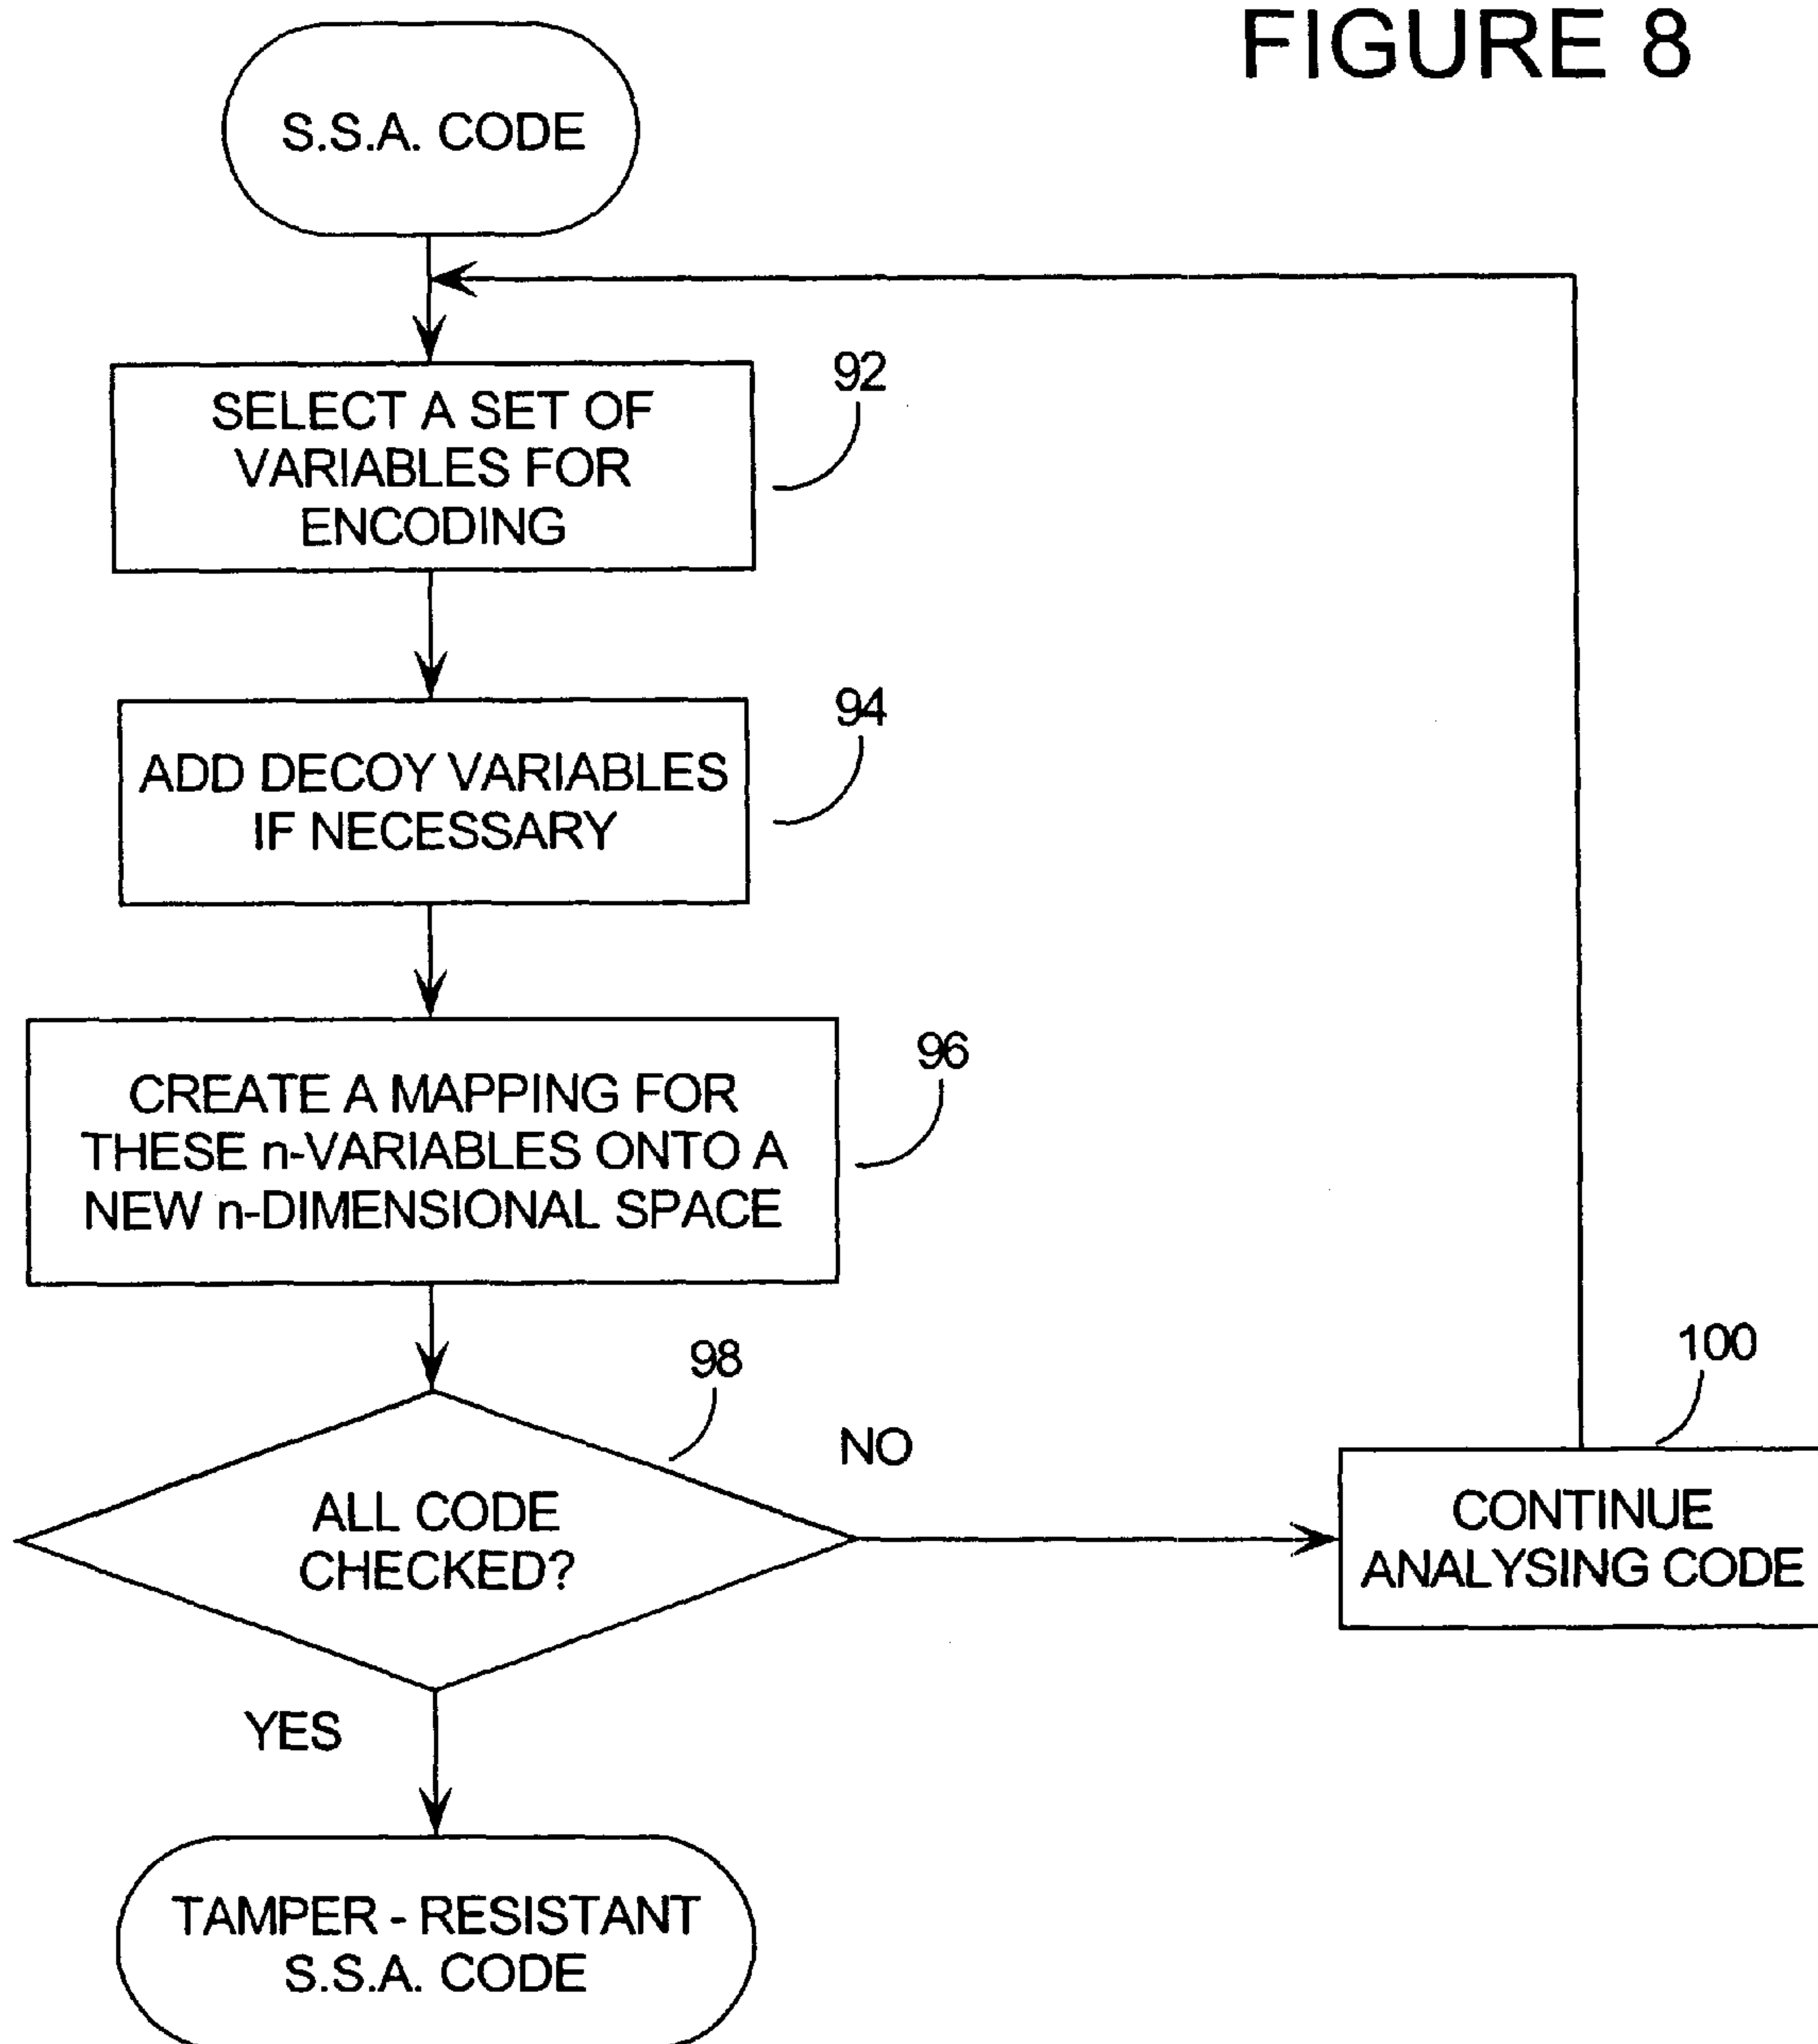 FIGURE 8
S.S.A. CODE
92
SELECT A SET OF
VARIABLES FOR
ENCODING
94
ADD DECOY VARIABLES
IF NECESSARY
96
CREATE A MAPPING FOR
THESE n-VARIABLES ONTO A
NEW n-DIMENSIONAL SPACE
98
ALL CODE
CHECKED?
NO
100
CONTINUE
ANALYSING CODE
YES
TAMPER - RESISTANT
S.S.A. CODE